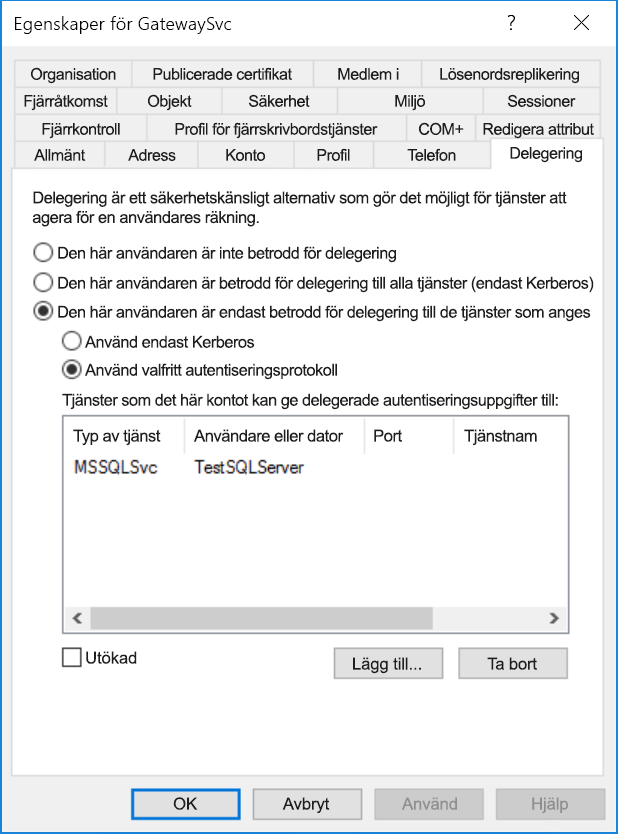 Egenskaper för GatewaySvc ?
Organisation Publicerade certifikat Medlem i Lösenordsreplikering
Fjärråtkomst Objekt Säkerhet Miljö Sessioner
Fjärrkontroll Profil för fjärrskrivbordstjänster COM+ Redigera attribut
Allmänt Adress Konto Profil Telefon Delegering
Delegering är ett säkerhetskänsligt alternativ som gör det möjligt för tjänster att
agera för en användares räkning.
Den här användaren är inte betrodd för delegering
Den här användaren är betrodd för delegering till alla tjänster (endast Kerberos)
Den här användaren är endast betrodd för delegering till de tjänster som anges
Använd endast Kerberos
Använd valfritt autentiseringsprotokoll
Tjänster som det här kontot kan ge delegerade autentiseringsuppgifter till:
Typ av tjänst Användare eller dator Port Tjänstnam
MSSQLSvc TestSQLServer
Utökad Lägg till... Ta bort
OK Avbryt Använd Hjälp